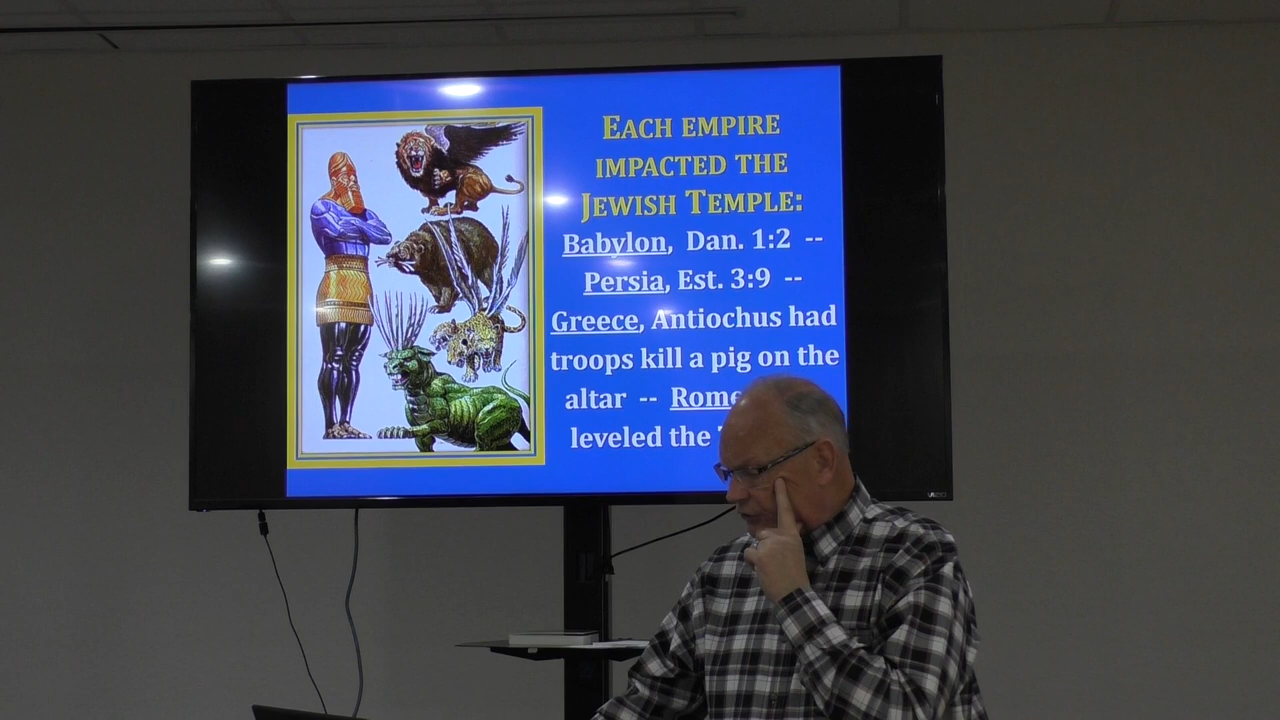 EACH EMPIRE
IMPACTED THE
JEWISH TEMPLE:
Babylon, Dan. 1:2 --
Persia, Est. 3:9 --
Greece, Antiochus had
troops kill a pig on the
altar -- Rome
leveled the
VIZIO